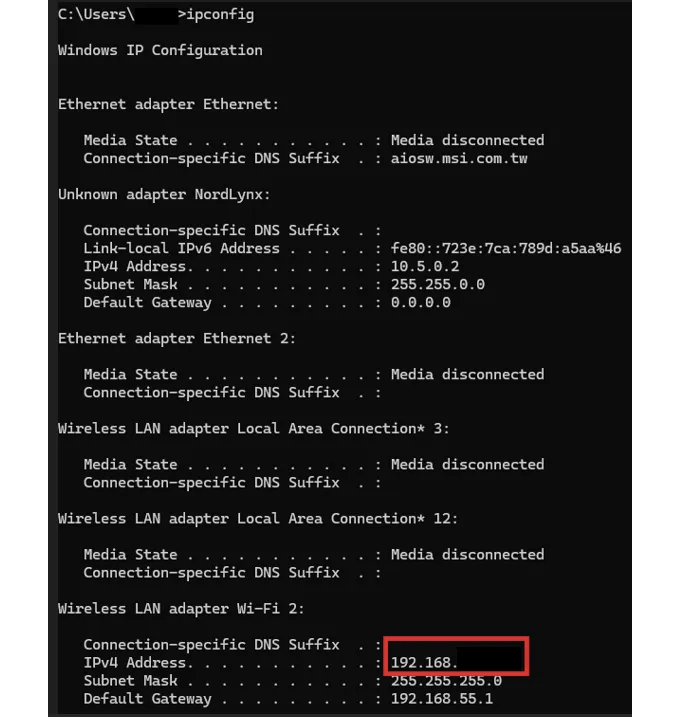 C:\Users\ >ipconfig
Windows IP Configuration
Ethernet adapter Ethernet:
Media State . . . . . . . . . . . : Media disconnected
Connection-specific DNS Suffix  . : aiosw.msi.com.tw
Unknown adapter NordLynx:
Connection-specific DNS Suffix  . :
Link-local IPv6 Address . . . . . : fe80::723e:7ca:789d:a5aa%46
IPv4 Address. . . . . . . . . . . : 10.5.0.2
Subnet Mask . . . . . . . . . . . : 255.255.0.0
Default Gateway . . . . . . . . . : 0.0.0.0
Ethernet adapter Ethernet 2:
Media State . . . . . . . . . . . : Media disconnected
Connection-specific DNS Suffix  . :
Wireless LAN adapter Local Area Connection* 3:
Media State . . . . . . . . . . . : Media disconnected
Connection-specific DNS Suffix  . :
Wireless LAN adapter Local Area Connection* 12:
Media State . . . . . . . . . . . : Media disconnected
Connection-specific DNS Suffix  . :
Wireless LAN adapter Wi-Fi 2:
Connection-specific DNS Suffix  . :
IPv4 Address. . . . . . . . . . . : 192.168.
Subnet Mask . . . . . . . . . . . : 255.255.255.0
Default Gateway . . . . . . . . . : 192.168.55.1